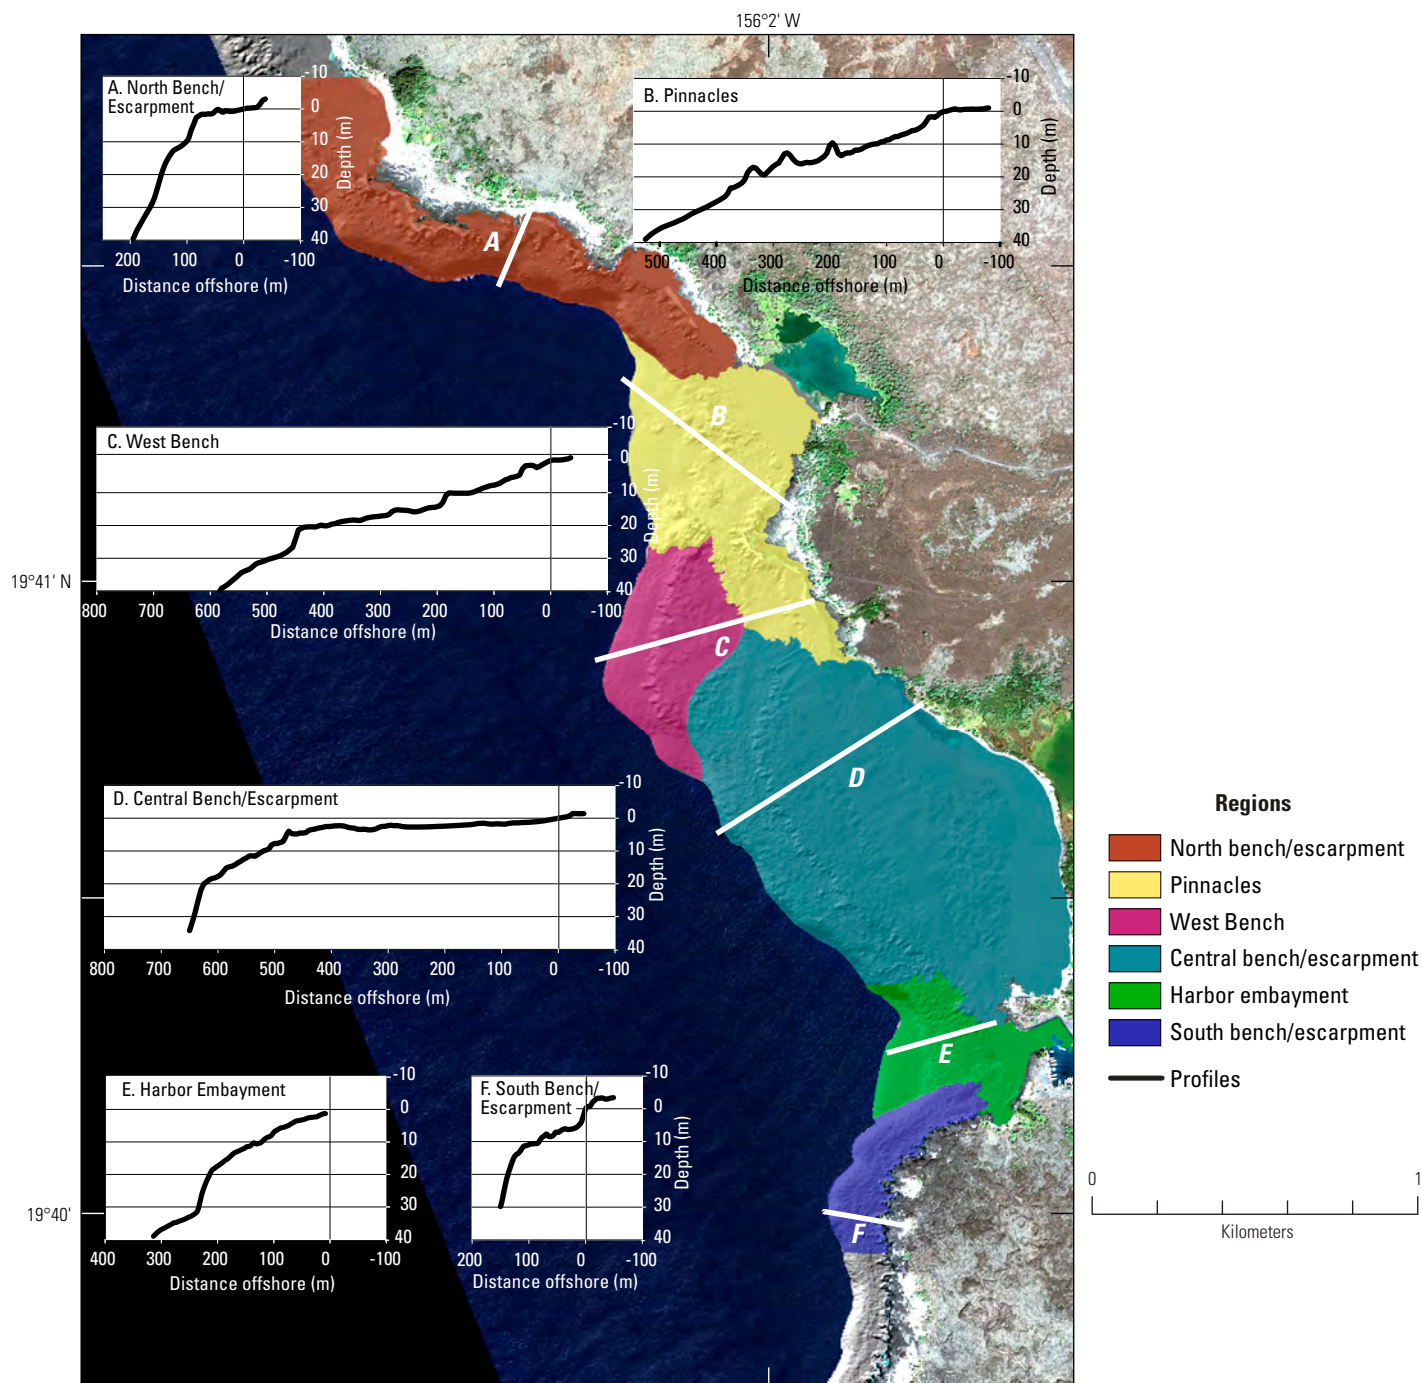 156°2' W
A. North Bench/
Escarpment
-10
0
10
20
30
40
Depth (m)
200 100 0 -100
Distance offshore (m)
B. Pinnacles
-10
0
10
20
30
40
Depth (m)
500 400 300 200 100 0 -100
Distance offshore (m)
A
B
C. West Bench
-10
0
10
20
30
40
Depth (m)
800 700 600 500 400 300 200 100 0 -100
Distance offshore (m)
19°41' N
C
D. Central Bench/Escarpment
-10
0
10
20
30
40
Depth (m)
800 700 600 500 400 300 200 100 0 -100
Distance offshore (m)
D
E. Harbor Embayment
-10
0
10
20
30
40
400 300 200 100 0 -100
Distance offshore (m)
F. South Bench/
Escarpment
-10
0
10
20
30
40
Depth (m)
200 100 0 -100
Distance offshore (m)
E
F
19°40'
Regions
North bench/escarpment
Pinnacles
West Bench
Central bench/escarpment
Harbor embayment
South bench/escarpment
Profiles
0 1
Kilometers